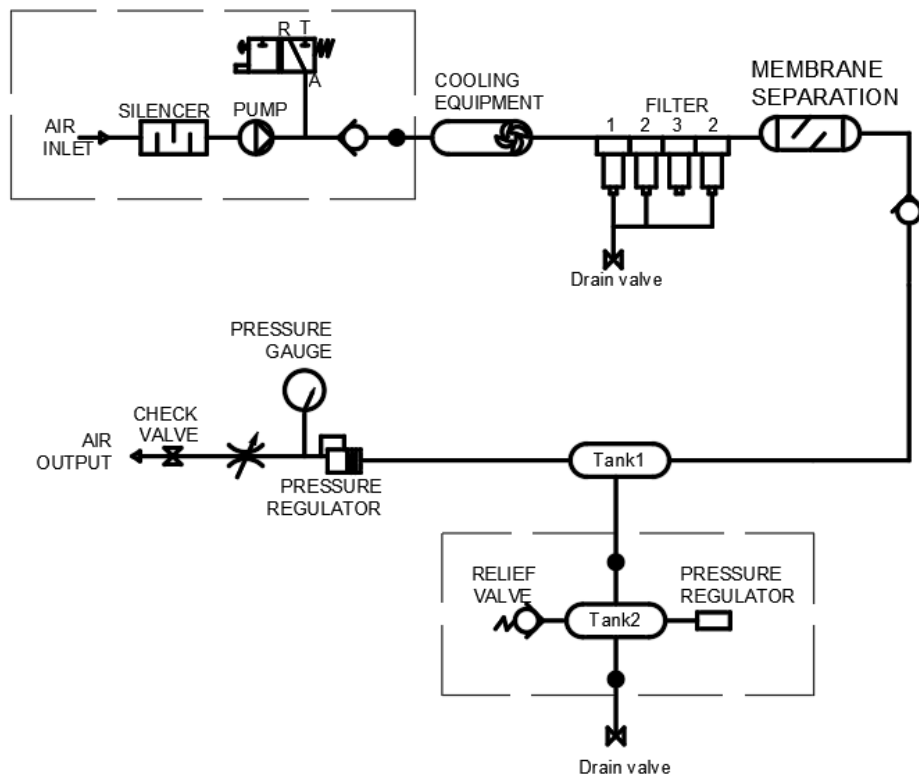 R T
A
AIR
INLET
SILENCER
PUMP
COOLING
EQUIPMENT
FILTER
1 2 3 2
MEMBRANE
SEPARATION
Drain valve
PRESSURE
GAUGE
CHECK
VALVE
AIR
OUTPUT
PRESSURE
REGULATOR
Tank1
RELIEF
VALVE
PRESSURE
REGULATOR
Tank2
Drain valve